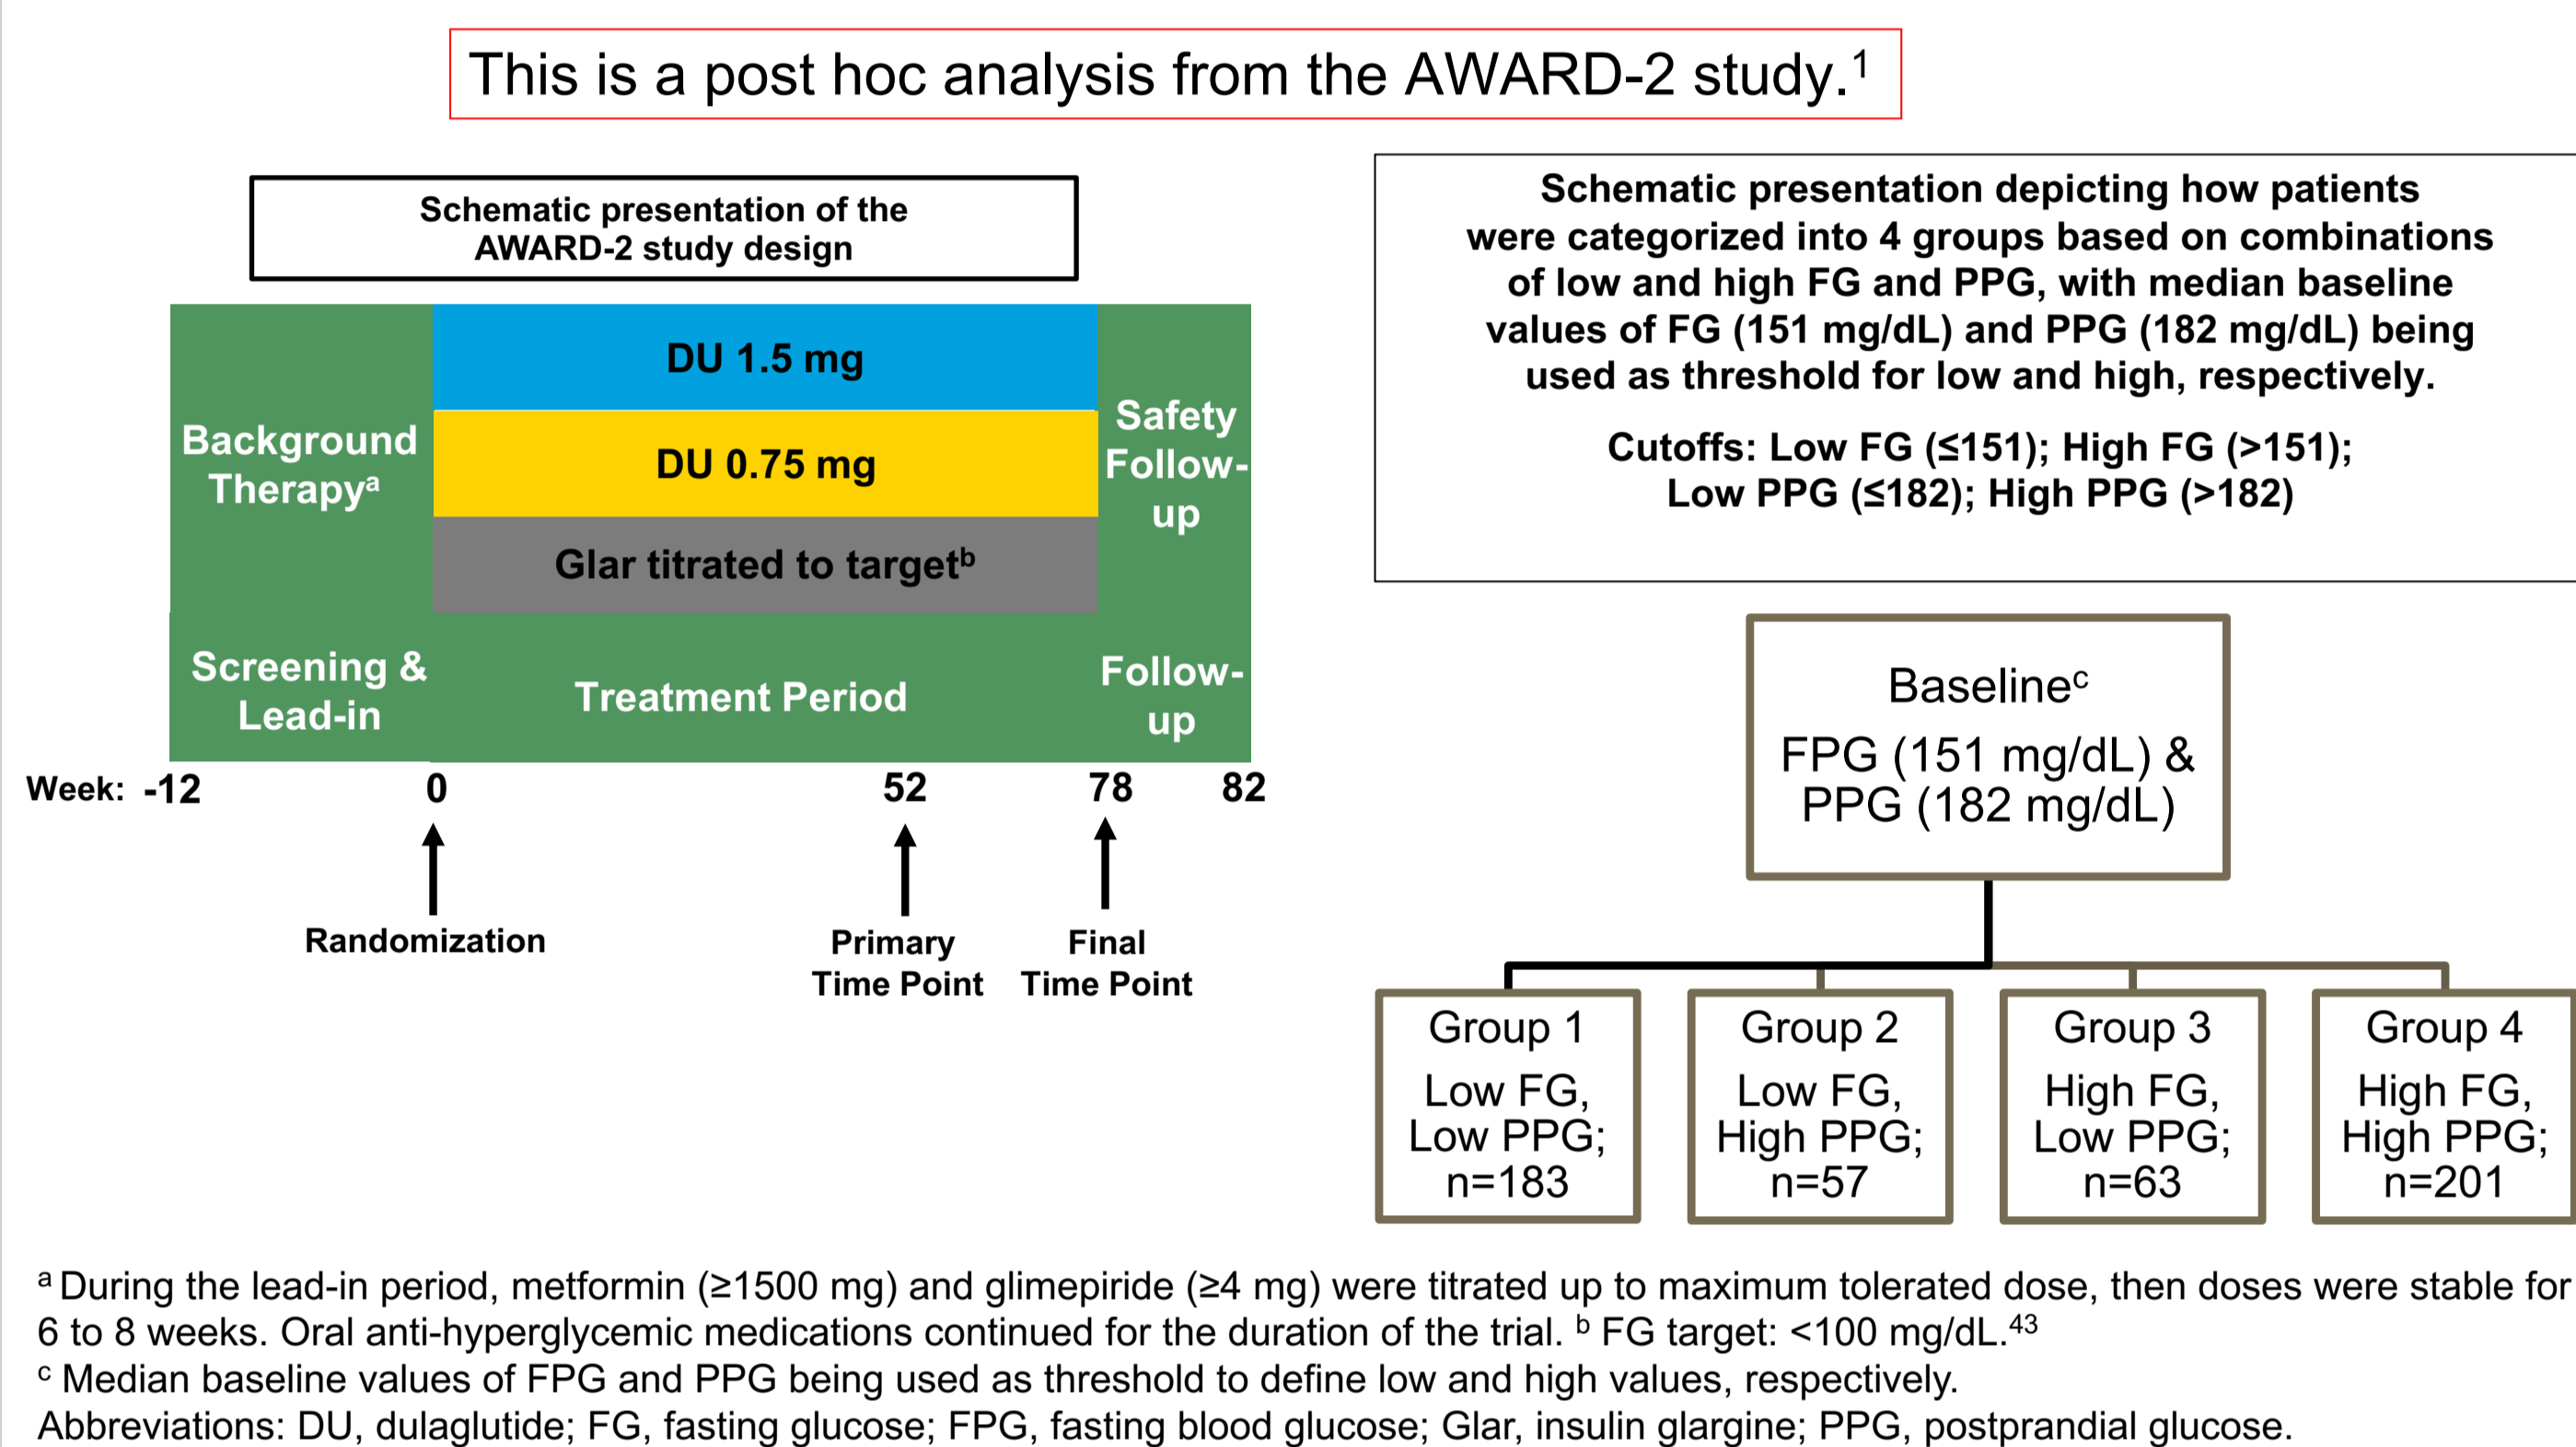 This is a post hoc analysis from the AWARD-2 study.¹
Schematic presentation of the
AWARD-2 study design
DU 1.5 mg
DU 0.75 mg
Glar titrated to targetᵇ
Background
Therapyᵃ
Safety
Follow-
up
Screening &
Lead-in
Treatment Period
Follow-
up
Week: -12 0 52 78 82
Randomization
Primary
Time Point
Final
Time Point
Schematic presentation depicting how patients
were categorized into 4 groups based on combinations
of low and high FG and PPG, with median baseline
values of FG (151 mg/dL) and PPG (182 mg/dL) being
used as threshold for low and high, respectively.
Cutoffs: Low FG (≤151); High FG (>151);
Low PPG (≤182); High PPG (>182)
Baselineᶜ
FPG (151 mg/dL) &
PPG (182 mg/dL)
Group 1
Low FG,
Low PPG;
n=183
Group 2
Low FG,
High PPG;
n=57
Group 3
High FG,
Low PPG;
n=63
Group 4
High FG,
High PPG;
n=201
ᵃ During the lead-in period, metformin (≥1500 mg) and glimepiride (≥4 mg) were titrated up to maximum tolerated dose, then doses were stable for
6 to 8 weeks. Oral anti-hyperglycemic medications continued for the duration of the trial. ᵇ FG target: <100 mg/dL.⁴³
ᶜ Median baseline values of FPG and PPG being used as threshold to define low and high values, respectively.
Abbreviations: DU, dulaglutide; FG, fasting glucose; FPG, fasting blood glucose; Glar, insulin glargine; PPG, postprandial glucose.